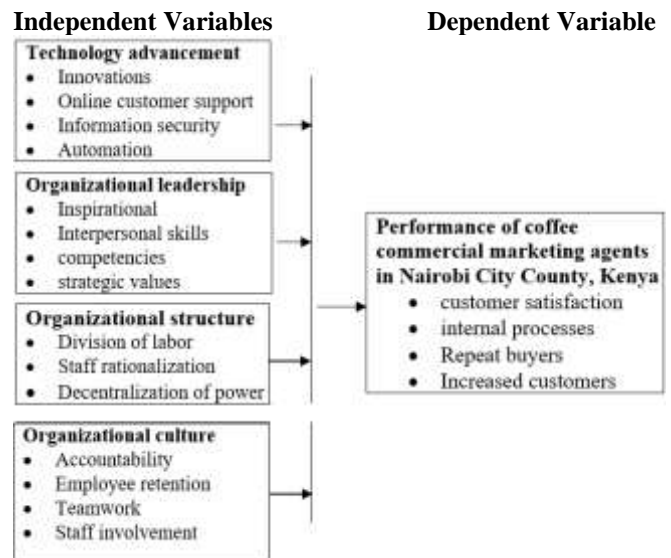 Independent Variables
Dependent Variable
Technology advancement
• Innovations
• Online customer support
• Information security
• Automation
Organizational leadership
• Inspirational
• Interpersonal skills
• competencies
• strategic values
Organizational structure
• Division of labor
• Staff rationalization
• Decentralization of power
Organizational culture
• Accountability
• Employee retention
• Teamwork
• Staff involvement
Performance of coffee
commercial marketing agents
in Nairobi City County, Kenya
• customer satisfaction
• internal processes
• Repeat buyers
• Increased customers